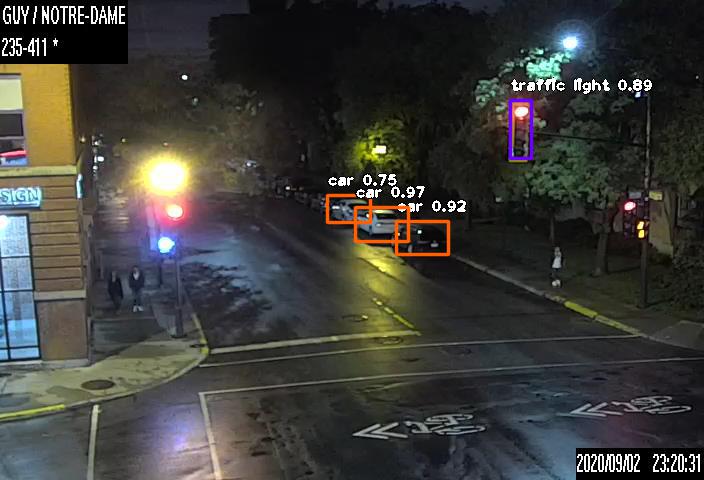 GUY / NOTRE-DAME
235-411 *
traffic light 0.89
car 0.75
car 0.97
car 0.92
SIGN
2020/09/02 23:20:31